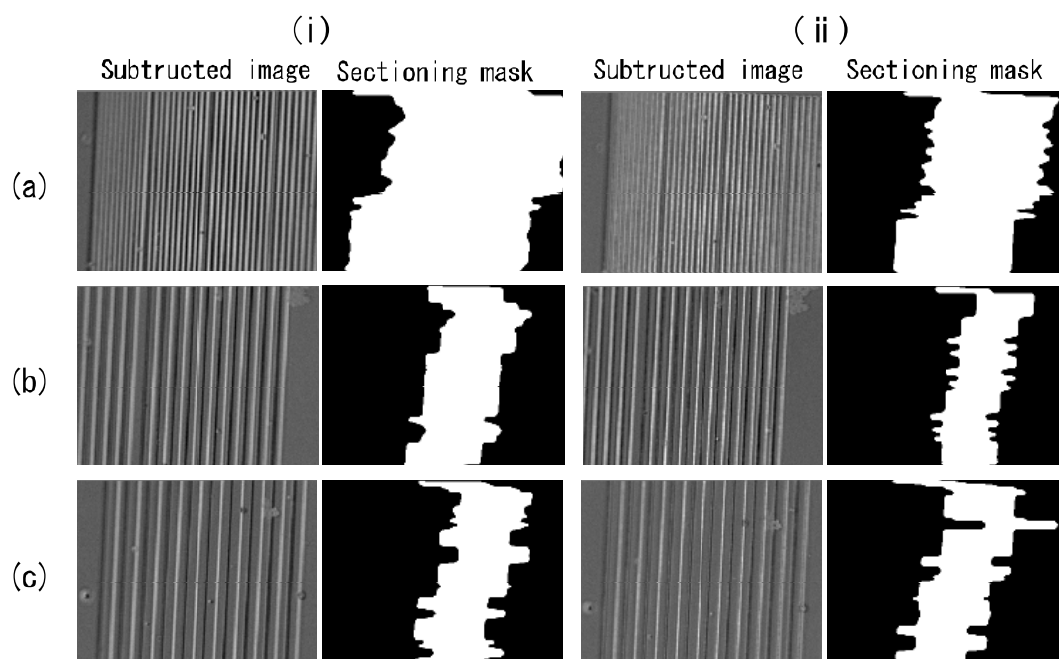 (i) (ⅱ)
Subtructed image Sectioning mask Subtructed image Sectioning mask
(a)
(b)
(c)